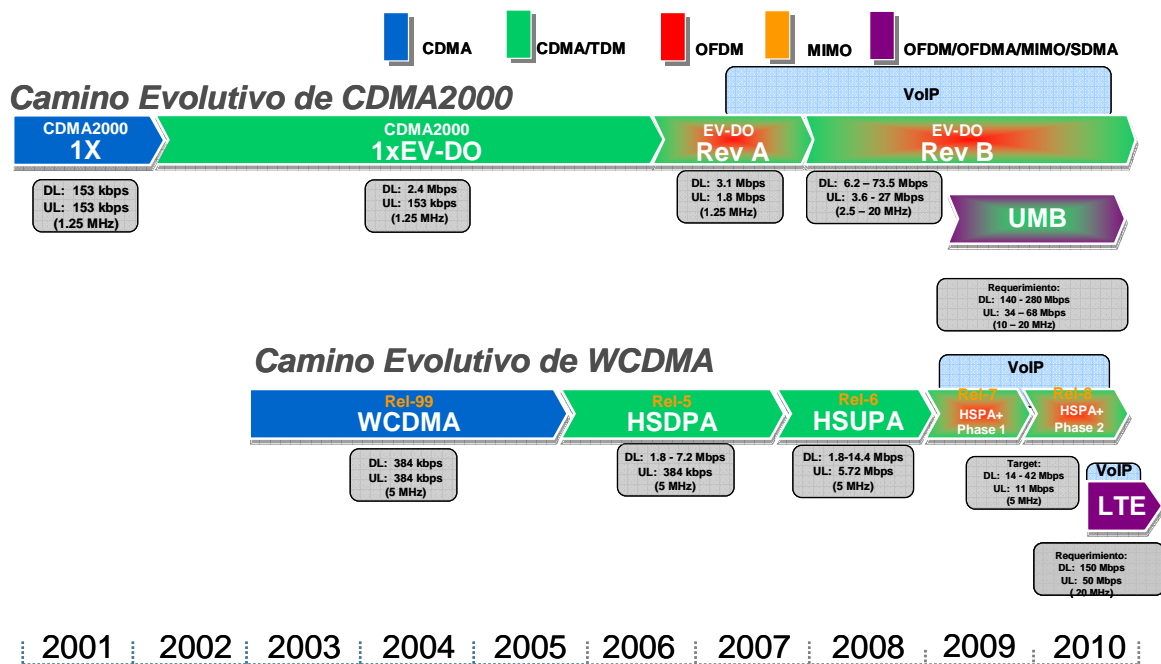 CDMA
CDMA/TDM
OFDM
MIMO
OFDM/OFDMA/MIMO/SDMA
Camino Evolutivo de CDMA2000
VoIP
CDMA2000
1X
CDMA2000
1xEV-DO
EV-DO
Rev A
EV-DO
Rev B
DL: 153 kbps
UL: 153 kbps
(1.25 MHz)
DL: 2.4 Mbps
UL: 153 kbps
(1.25 MHz)
DL: 3.1 Mbps
UL: 1.8 Mbps
(1.25 MHz)
DL: 6.2 – 73.5 Mbps
UL: 3.6 - 27 Mbps
(2.5 – 20 MHz)
UMB
Requerimiento:
DL: 140 - 280 Mbps
UL: 34 – 68 Mbps
(10 – 20 MHz)
Camino Evolutivo de WCDMA
VoIP
Rel-99
WCDMA
Rel-5
HSDPA
Rel-6
HSUPA
Rel-7
HSPA+
Phase 1
Rel-8
HSPA+
Phase 2
DL: 384 kbps
UL: 384 kbps
(5 MHz)
DL: 1.8 - 7.2 Mbps
UL: 384 kbps
(5 MHz)
DL: 1.8-14.4 Mbps
UL: 5.72 Mbps
(5 MHz)
Target:
DL: 14 - 42 Mbps
UL: 11 Mbps
(5 MHz)
VoIP
LTE
Requerimiento:
DL: 150 Mbps
UL: 50 Mbps
( 20 MHz)
2001 2002 2003 2004 2005 2006 2007 2008 2009 2010